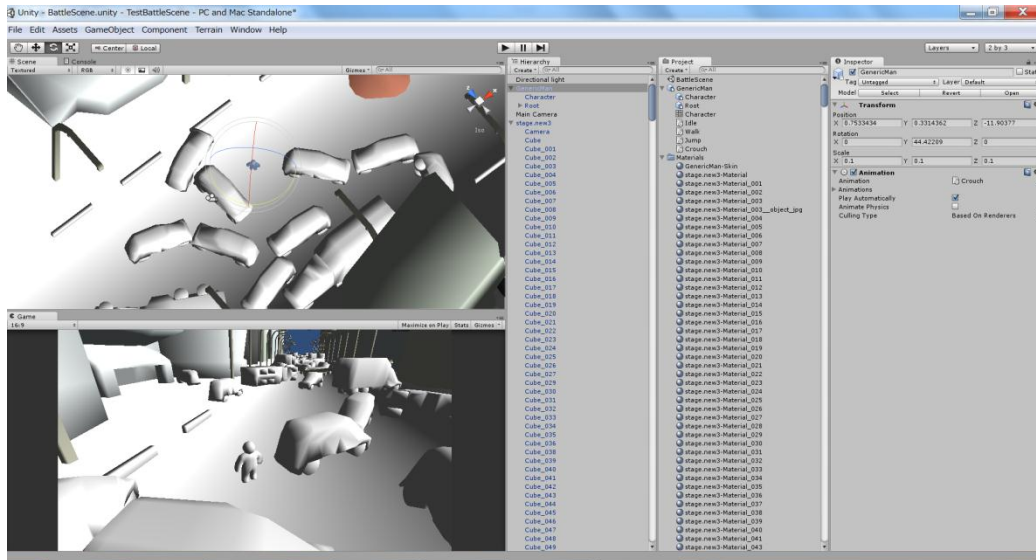 Unity - BattleScene.unity - TestBattleScene - PC and Mac Standalone*
File Edit Assets GameObject Component Terrain Window Help
Center Local
Layers 2 by 3
Scene Console
Textured RGB Gizmos All
Game
16:9 Maximize on Play Stats Gizmos
Hierarchy
Create All
Directional light
GenericMan
Character
Root
Main Camera
stage.new3
Camera
Cube
Cube_001
Cube_002
Cube_003
Cube_004
Cube_005
Cube_006
Cube_007
Cube_008
Cube_009
Cube_010
Cube_011
Cube_012
Cube_013
Cube_014
Cube_015
Cube_016
Cube_017
Cube_018
Cube_019
Cube_020
Cube_021
Cube_022
Cube_023
Cube_024
Cube_025
Cube_026
Cube_027
Cube_029
Cube_030
Cube_031
Cube_032
Cube_033
Cube_034
Cube_035
Cube_036
Cube_038
Cube_039
Cube_040
Cube_041
Cube_042
Cube_043
Cube_044
Cube_045
Cube_046
Cube_047
Cube_048
Cube_049
Project
Create All
BattleScene
GenericMan
Character
Root
Character
Idle
Walk
Jump
Crouch
Materials
GenericMan-Skin
stage.new3-Material
stage.new3-Material_001
stage.new3-Material_002
stage.new3-Material_003
stage.new3-Material_003__object_jpg
stage.new3-Material_004
stage.new3-Material_005
stage.new3-Material_006
stage.new3-Material_007
stage.new3-Material_008
stage.new3-Material_009
stage.new3-Material_010
stage.new3-Material_011
stage.new3-Material_012
stage.new3-Material_013
stage.new3-Material_014
stage.new3-Material_015
stage.new3-Material_016
stage.new3-Material_017
stage.new3-Material_018
stage.new3-Material_019
stage.new3-Material_020
stage.new3-Material_021
stage.new3-Material_022
stage.new3-Material_023
stage.new3-Material_024
stage.new3-Material_025
stage.new3-Material_026
stage.new3-Material_027
stage.new3-Material_028
stage.new3-Material_029
stage.new3-Material_030
stage.new3-Material_031
stage.new3-Material_032
stage.new3-Material_033
stage.new3-Material_034
stage.new3-Material_035
stage.new3-Material_036
stage.new3-Material_037
stage.new3-Material_038
stage.new3-Material_039
stage.new3-Material_040
stage.new3-Material_041
stage.new3-Material_043
Inspector
GenericMan Stat
Tag Untagged Layer Default
Model Select Revert Open
Transform
Position
X 0.7533434 Y 0.3314362 Z -11.90377
Rotation
X 0 Y 44.42209 Z 0
Scale
X 0.1 Y 0.1 Z 0.1
Animation
Animation Crouch
Animations
Play Automatically
Animate Physics
Culling Type Based On Renderers